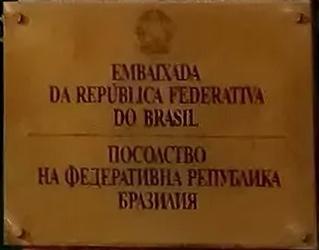 EMBAIXADA
DA REPÚBLICA FEDERATIVA
DO BRASIL
ПОСОЛСТВО
НА ФЕДЕРАТИВНА РЕПУБЛИКА
БРАЗИЛИЯ